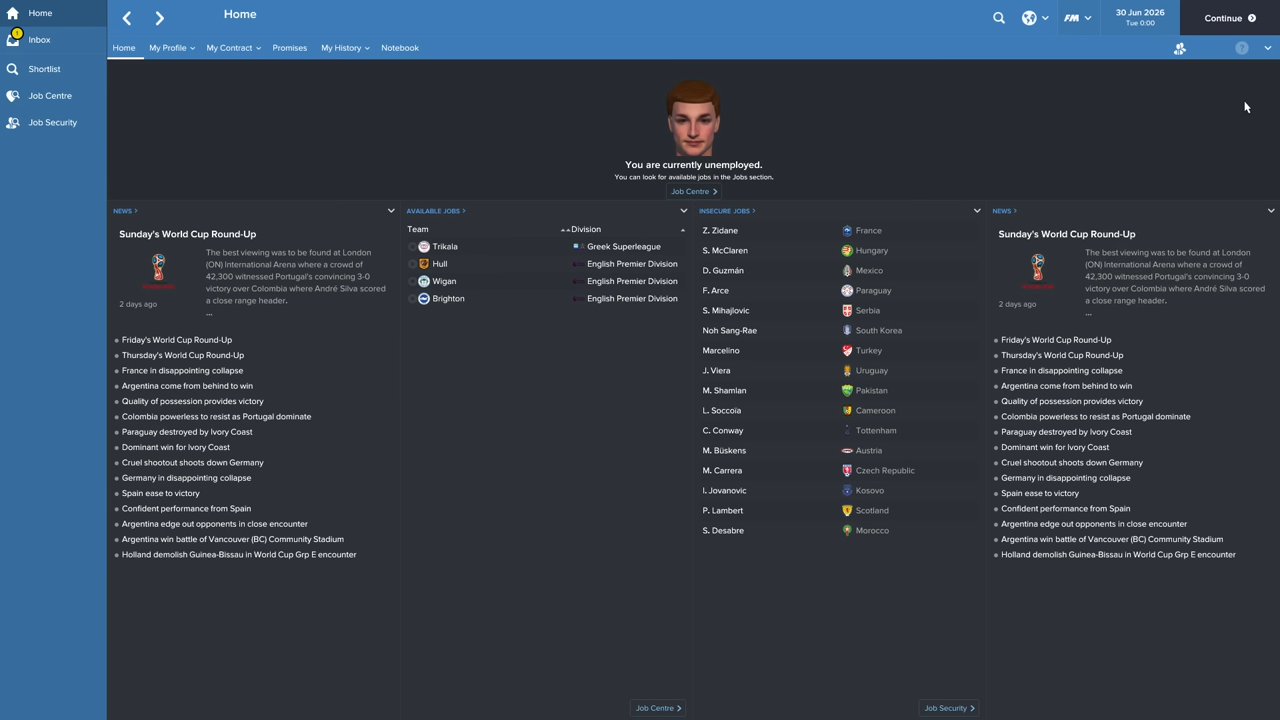 Home
Inbox
1
Shortlist
Job Centre
Job Security
Home
FM
30 Jun 2026
Tue 0:00
Continue
Home
My Profile
My Contract
Promises
My History
Notebook
?
You are currently unemployed.
You can look for available jobs in the Jobs section.
Job Centre >
NEWS >
Sunday's World Cup Round-Up
The best viewing was to be found at London
(ON) International Arena where a crowd of
42,300 witnessed Portugal's convincing 3-0
victory over Colombia where André Silva scored
a close range header.
...
2 days ago
Friday's World Cup Round-Up
Thursday's World Cup Round-Up
France in disappointing collapse
Argentina come from behind to win
Quality of possession provides victory
Colombia powerless to resist as Portugal dominate
Paraguay destroyed by Ivory Coast
Dominant win for Ivory Coast
Cruel shootout shoots down Germany
Germany in disappointing collapse
Spain ease to victory
Confident performance from Spain
Argentina edge out opponents in close encounter
Argentina win battle of Vancouver (BC) Community Stadium
Holland demolish Guinea-Bissau in World Cup Grp E encounter
AVAILABLE JOBS >
Team Division
Trikala Greek Superleague
Hull English Premier Division
Wigan English Premier Division
Brighton English Premier Division
Job Centre >
INSECURE JOBS >
Z. Zidane France
S. McClaren Hungary
D. Guzmán Mexico
F. Arce Paraguay
S. Mihajlovic Serbia
Noh Sang-Rae South Korea
Marcelino Turkey
J. Viera Uruguay
M. Shamlan Pakistan
L. Soccoïa Cameroon
C. Conway Tottenham
M. Büskens Austria
M. Carrera Czech Republic
I. Jovanovic Kosovo
P. Lambert Scotland
S. Desabre Morocco
Job Security >
NEWS >
Sunday's World Cup Round-Up
The best viewing was to be found at London
(ON) International Arena where a crowd of
42,300 witnessed Portugal's convincing 3-0
victory over Colombia where André Silva scored
a close range header.
...
2 days ago
Friday's World Cup Round-Up
Thursday's World Cup Round-Up
France in disappointing collapse
Argentina come from behind to win
Quality of possession provides victory
Colombia powerless to resist as Portugal dominate
Paraguay destroyed by Ivory Coast
Dominant win for Ivory Coast
Cruel shootout shoots down Germany
Germany in disappointing collapse
Spain ease to victory
Confident performance from Spain
Argentina edge out opponents in close encounter
Argentina win battle of Vancouver (BC) Community Stadium
Holland demolish Guinea-Bissau in World Cup Grp E encounter